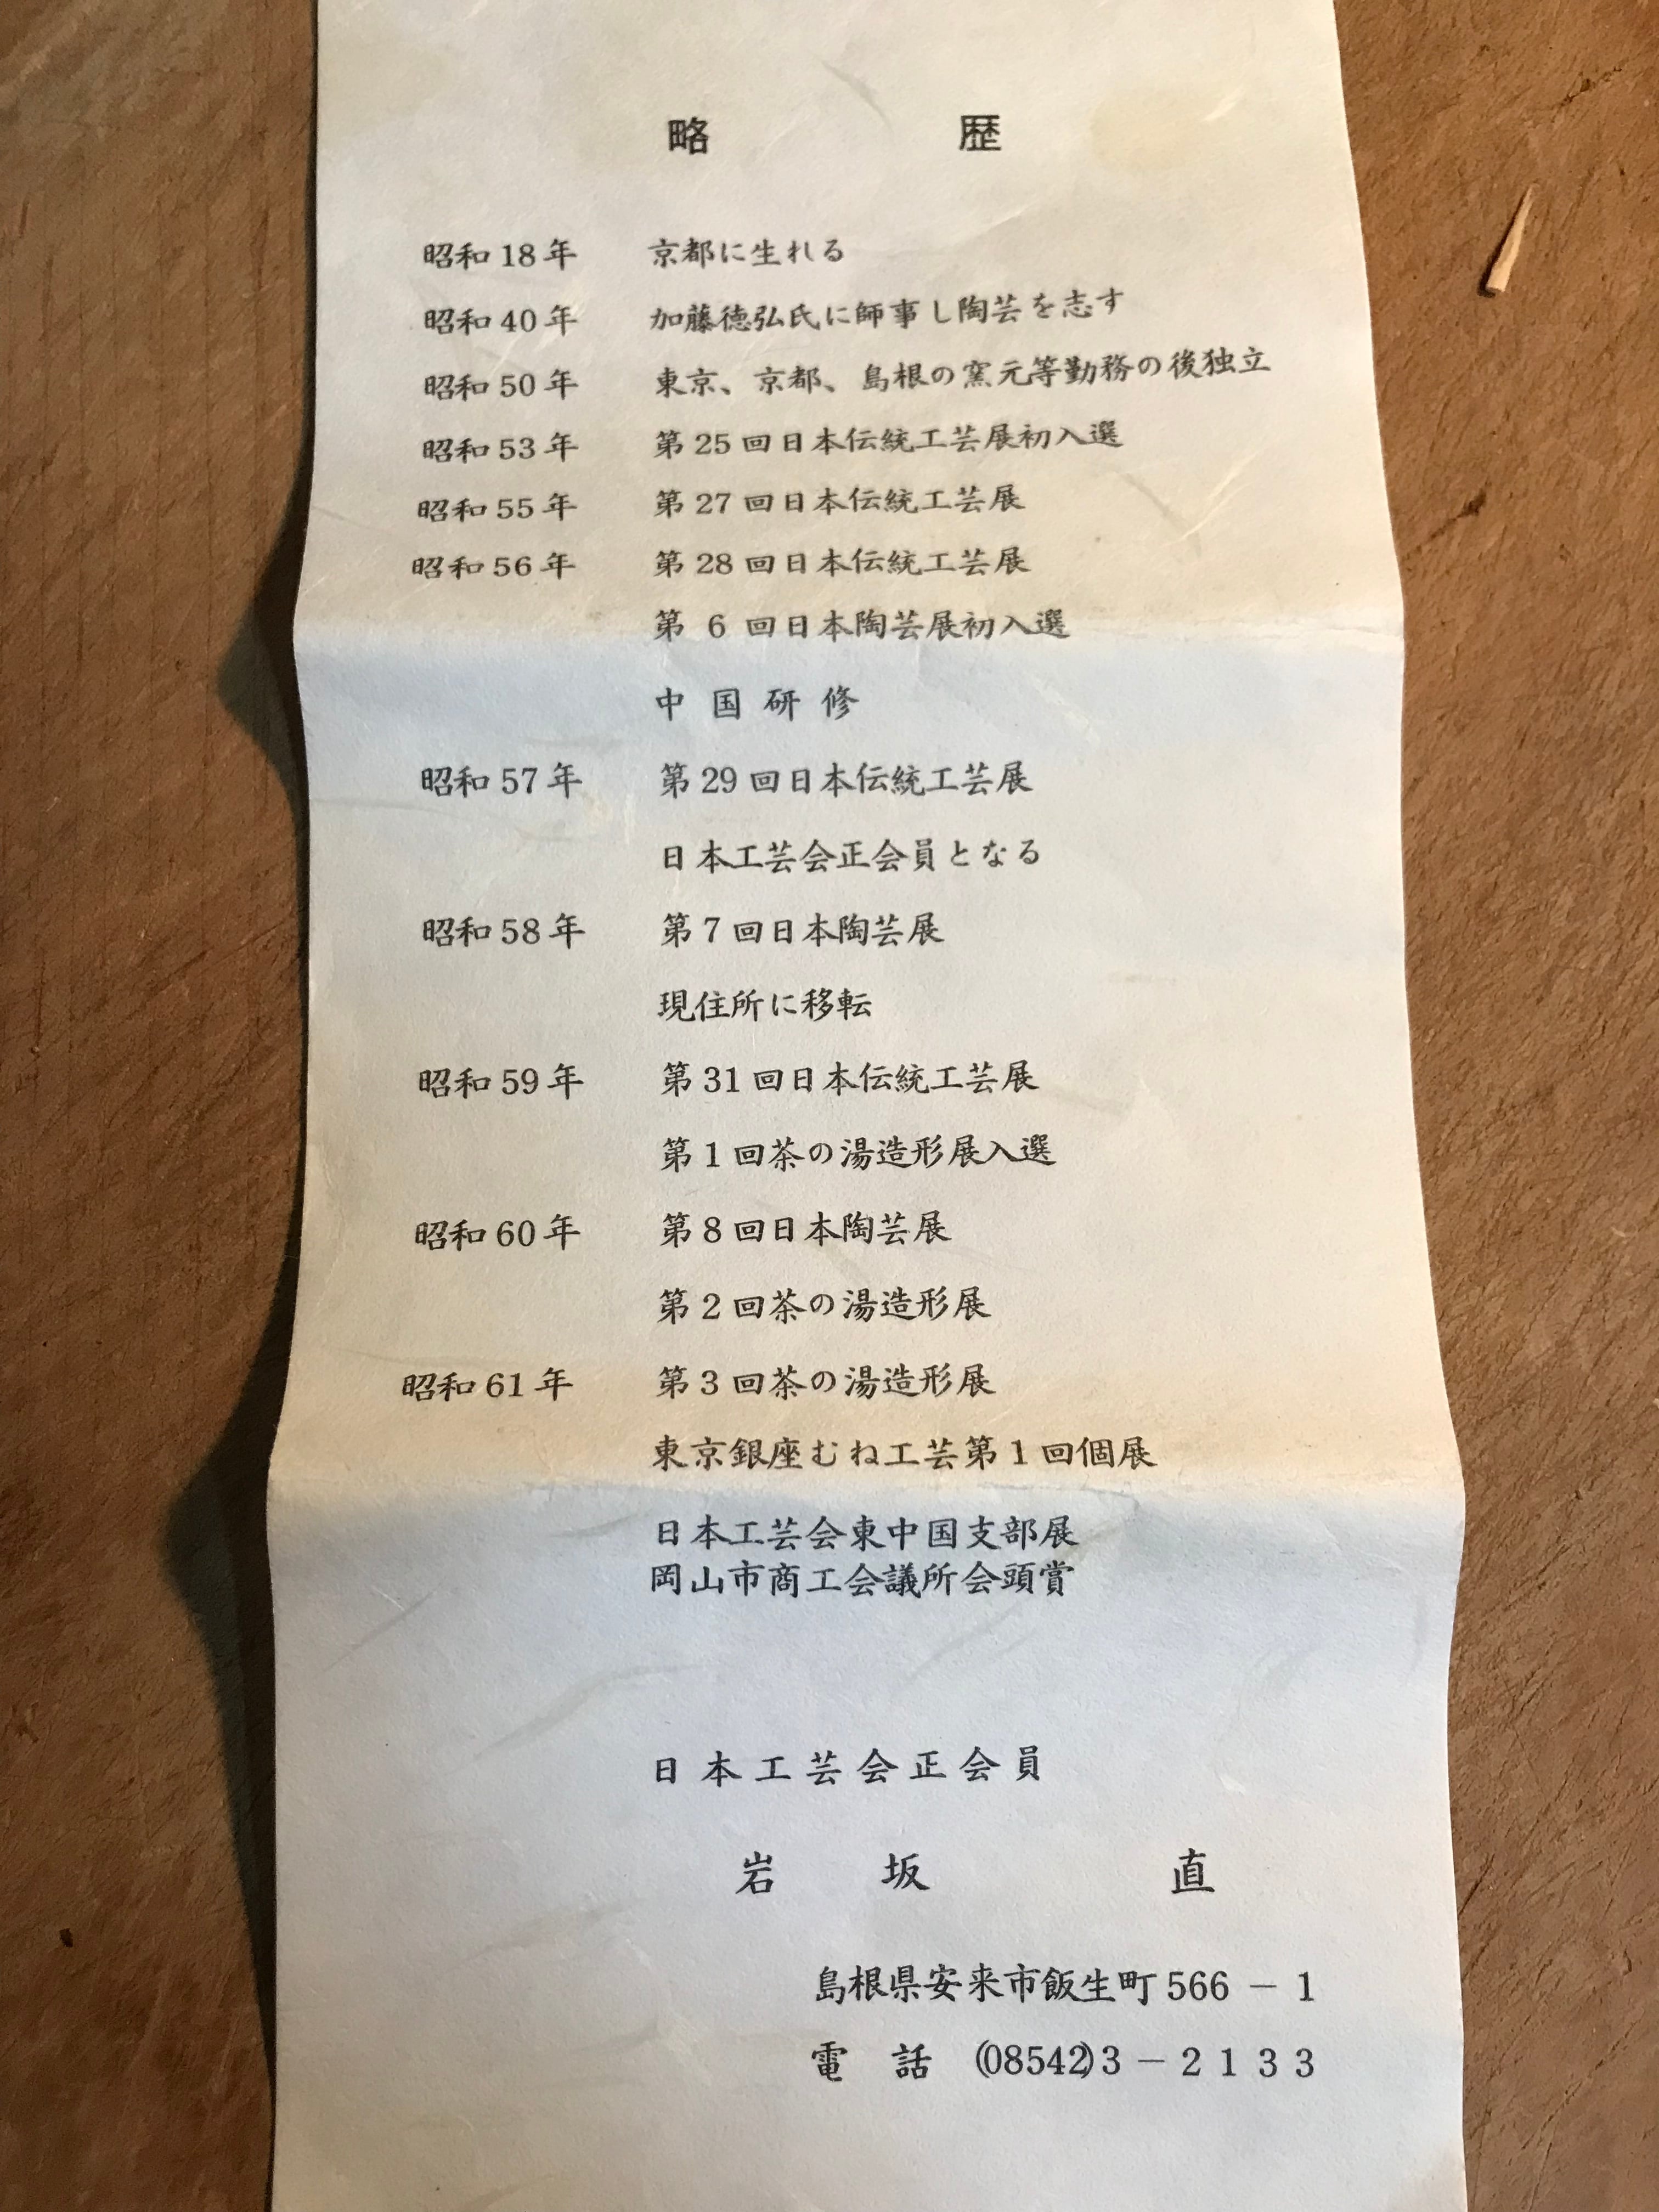 略 歴
昭和18年 京都に生れる
昭和40年 加藤徳弘氏に師事し陶芸を志す
昭和50年 東京、京都、島根の窯元等勤務の後独立
昭和53年 第25回日本伝統工芸展初入選
昭和55年 第27回日本伝統工芸展
昭和56年 第28回日本伝統工芸展
第6回日本陶芸展初入選
中国研修
昭和57年 第29回日本伝統工芸展
日本工芸会正会員となる
昭和58年 第7回日本陶芸展
現住所に移転
昭和59年 第31回日本伝統工芸展
第1回茶の湯造形展入選
昭和60年 第8回日本陶芸展
第2回茶の湯造形展
昭和61年 第3回茶の湯造形展
東京銀座むね工芸第1回個展
日本工芸会東中国支部展
岡山市商工会議所会頭賞
日本工芸会正会員
岩坂 直
島根県安来市飯生町566－1
電話 (08542)3－2133